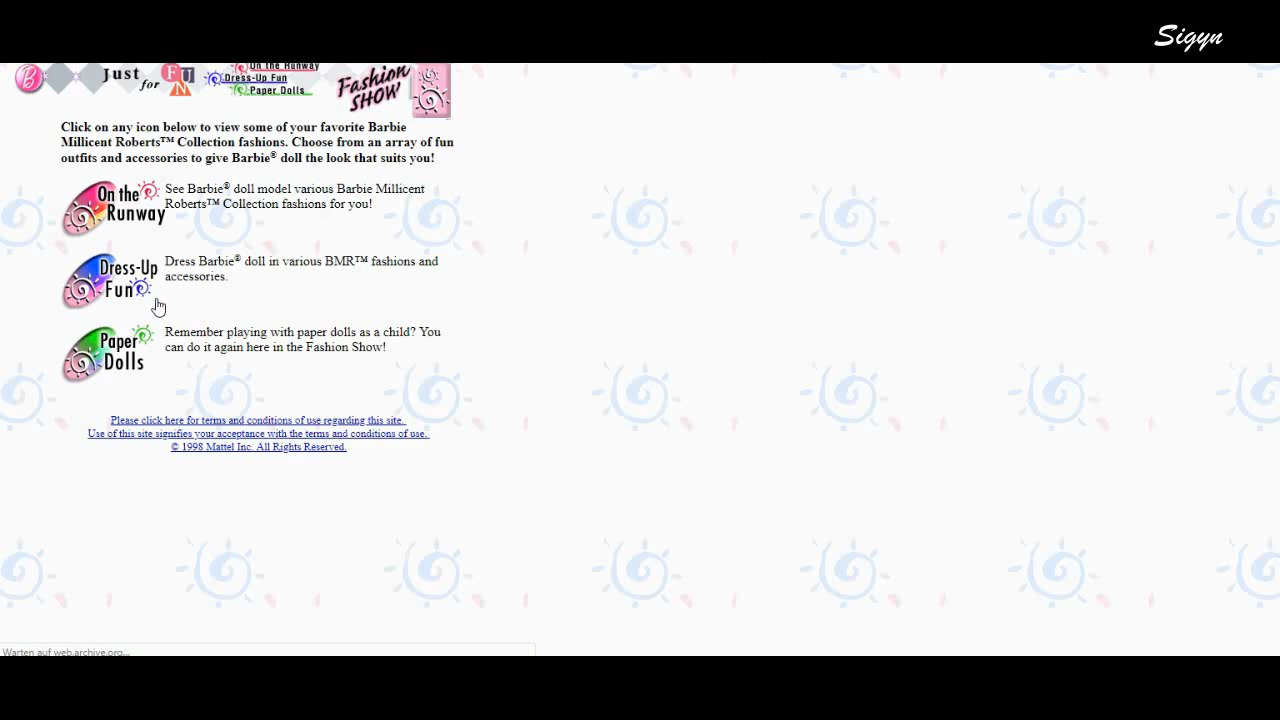 Sigyn
B
Just for FUN
On the Runway
Dress-Up Fun
Paper Dolls
Fashion SHOW
Click on any icon below to view some of your favorite Barbie
Millicent Roberts™ Collection fashions. Choose from an array of fun
outfits and accessories to give Barbie® doll the look that suits you!
On the
Runway
See Barbie® doll model various Barbie Millicent
Roberts™ Collection fashions for you!
Dress-Up
Fun
Dress Barbie® doll in various BMR™ fashions and
accessories.
Paper
Dolls
Remember playing with paper dolls as a child? You
can do it again here in the Fashion Show!
Please click here for terms and conditions of use regarding this site.
Use of this site signifies your acceptance with the terms and conditions of use.
© 1998 Mattel Inc. All Rights Reserved.
Warten auf web.archive.org...